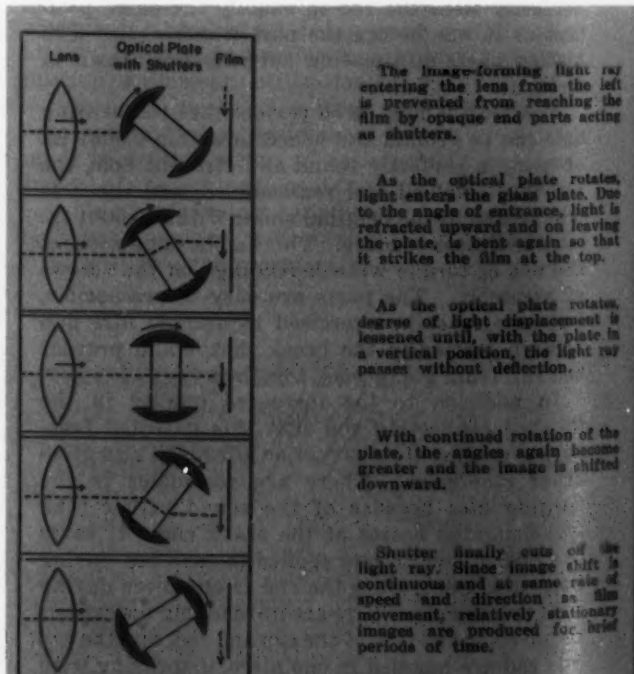 Lens
Optical Plate
with Shutters
Film
The image-forming light ray
entering the lens from the left
is prevented from reaching the
film by opaque end parts acting
as shutters.
As the optical plate rotates,
light enters the glass plate. Due
to the angle of entrance, light is
refracted upward and on leaving
the plate, is bent again so that
it strikes the film at the top.
As the optical plate rotates,
degree of light displacement is
lessened until, with the plate in
a vertical position, the light ray
passes without deflection.
With continued rotation of the
plate, the angles again become
greater and the image is shifted
downward.
Shutter finally cuts off the
light ray. Since image shift is
continuous and at same rate of
speed and direction as film
movement, relatively stationary
images are produced for brief
periods of time.